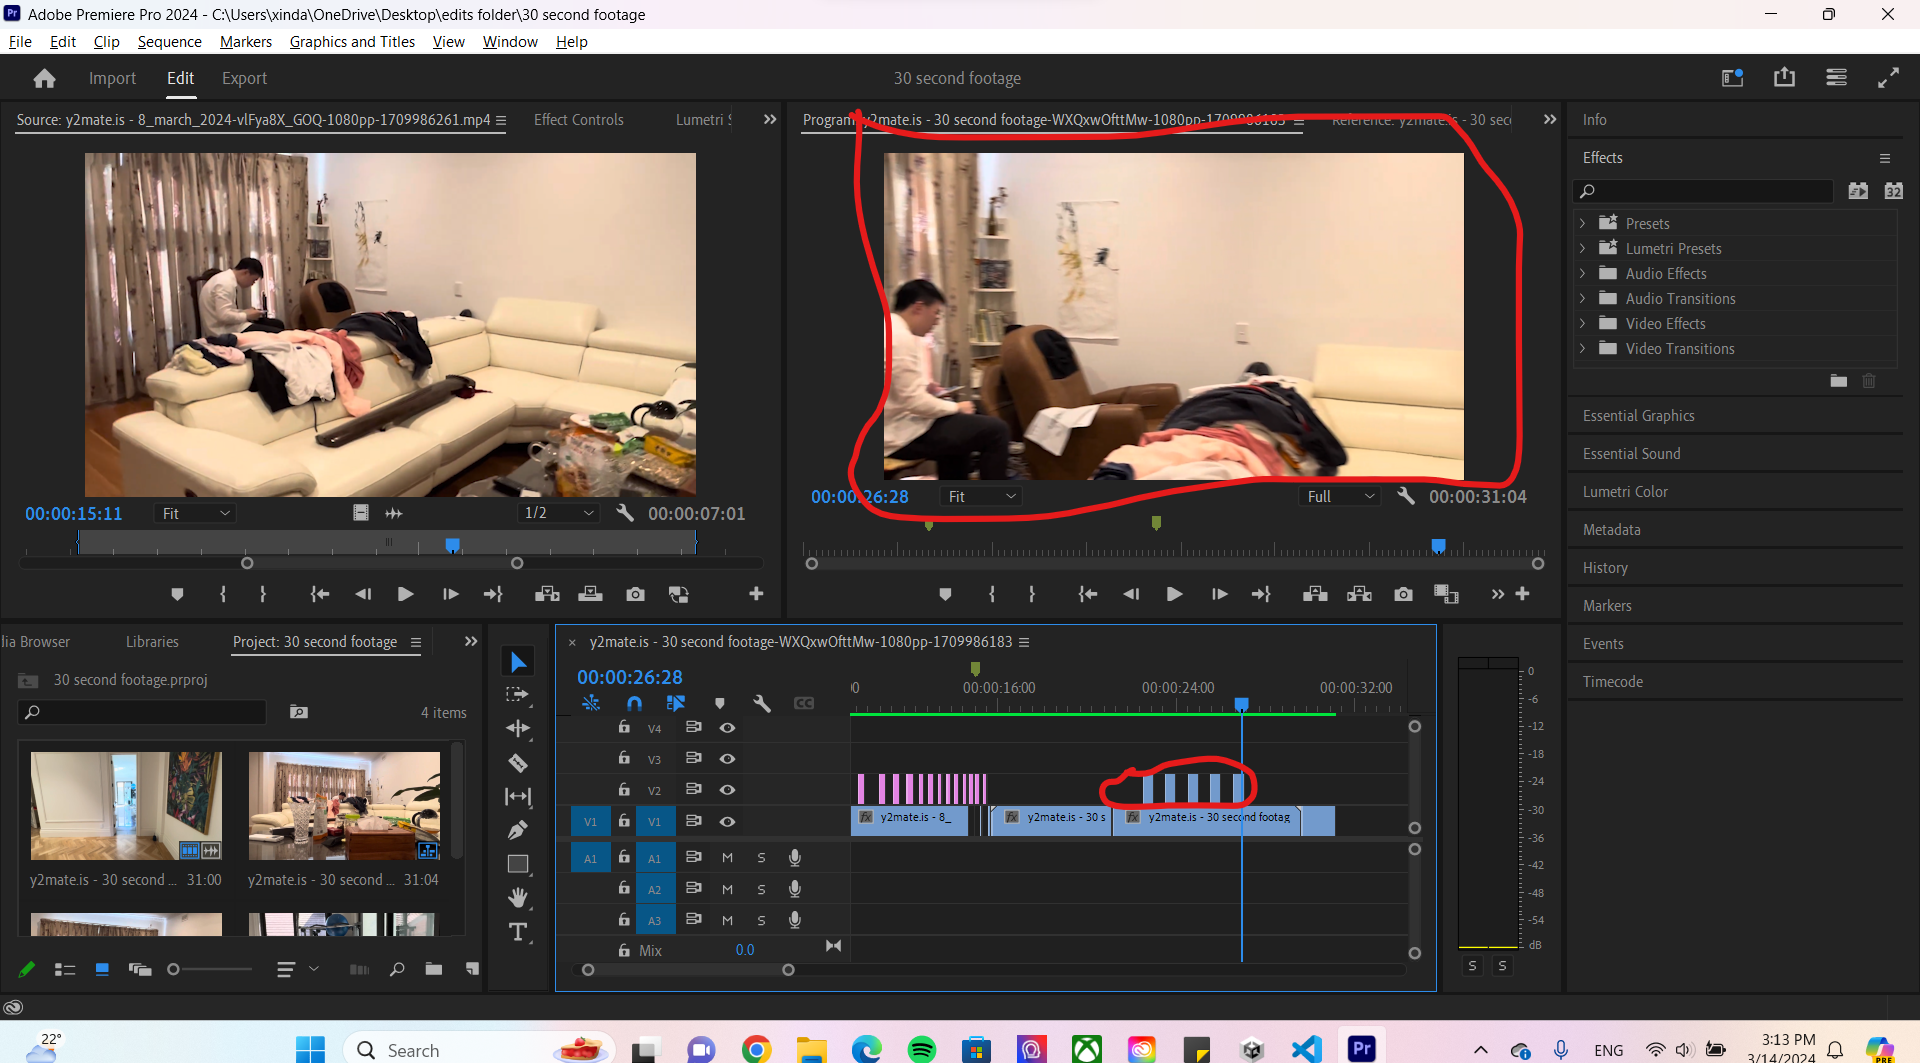 Adobe Premiere Pro 2024 - C:\Users\xinda\OneDrive\Desktop\edits folder\30 second footage
File Edit Clip Sequence Markers Graphics and Titles View Window Help
Import Edit Export 30 second footage
Source: y2mate.is - 8_march_2024-vlFya8X_GOQ-1080pp-1709986261.mp4 Effect Controls Lumetri S
Program: y2mate.is - 30 second footage-WXQxwOfttMw-1080pp-1709986183 Reference: y2mate.is - 30 sec
Info
Effects
32
Presets
Lumetri Presets
Audio Effects
Audio Transitions
Video Effects
Video Transitions
Essential Graphics
Essential Sound
Lumetri Color
Metadata
History
Markers
Events
Timecode
00:00:15:11 Fit 1/2 00:00:07:01
00:00:26:28 Fit Full 00:00:31:04
dia Browser Libraries Project: 30 second footage
30 second footage.prproj
4 items
y2mate.is - 30 second ... 31:00
y2mate.is - 30 second ... 31:04
T
× y2mate.is - 30 second footage-WXQxwOfttMw-1080pp-1709986183
00:00:26:28
00 00:00:16:00 00:00:24:00 00:00:32:00
CC
V4
V3
V2
V1 V1 fx y2mate.is - 8_ fx y2mate.is - 30 s fx y2mate.is - 30 second footag
A1 A1 M S
A2 M S
A3 M S
Mix 0.0
0
-6
-12
-18
-24
-30
-36
-42
-48
-54
dB
S S
22°
Search
Pr
ENG
3:13 PM
3/14/2024
PRE